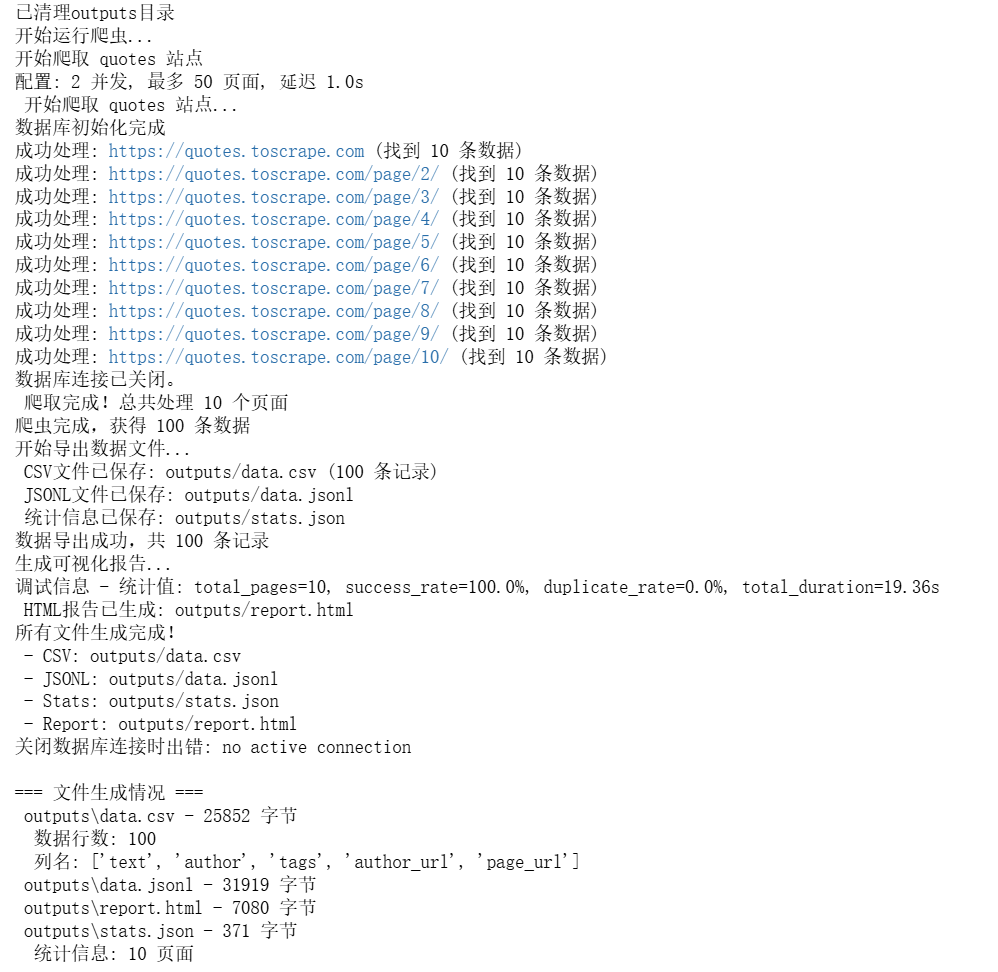 已清理outputs目录
开始运行爬虫...
开始爬取 quotes 站点
配置: 2 并发, 最多 50 页面, 延迟 1.0s
开始爬取 quotes 站点...
数据库初始化完成
成功处理: https://quotes.toscrape.com (找到 10 条数据)
成功处理: https://quotes.toscrape.com/page/2/ (找到 10 条数据)
成功处理: https://quotes.toscrape.com/page/3/ (找到 10 条数据)
成功处理: https://quotes.toscrape.com/page/4/ (找到 10 条数据)
成功处理: https://quotes.toscrape.com/page/5/ (找到 10 条数据)
成功处理: https://quotes.toscrape.com/page/6/ (找到 10 条数据)
成功处理: https://quotes.toscrape.com/page/7/ (找到 10 条数据)
成功处理: https://quotes.toscrape.com/page/8/ (找到 10 条数据)
成功处理: https://quotes.toscrape.com/page/9/ (找到 10 条数据)
成功处理: https://quotes.toscrape.com/page/10/ (找到 10 条数据)
数据库连接已关闭。
爬取完成！总共处理 10 个页面
爬虫完成，获得 100 条数据
开始导出数据文件...
CSV文件已保存: outputs/data.csv (100 条记录)
JSONL文件已保存: outputs/data.jsonl
统计信息已保存: outputs/stats.json
数据导出成功，共 100 条记录
生成可视化报告...
调试信息 - 统计值: total_pages=10, success_rate=100.0%, duplicate_rate=0.0%, total_duration=19.36s
HTML报告已生成: outputs/report.html
所有文件生成完成！
- CSV: outputs/data.csv
- JSONL: outputs/data.jsonl
- Stats: outputs/stats.json
- Report: outputs/report.html
关闭数据库连接时出错: no active connection
=== 文件生成情况 ===
outputs\data.csv - 25852 字节
数据行数: 100
列名: ['text', 'author', 'tags', 'author_url', 'page_url']
outputs\data.jsonl - 31919 字节
outputs\report.html - 7080 字节
outputs\stats.json - 371 字节
统计信息: 10 页面